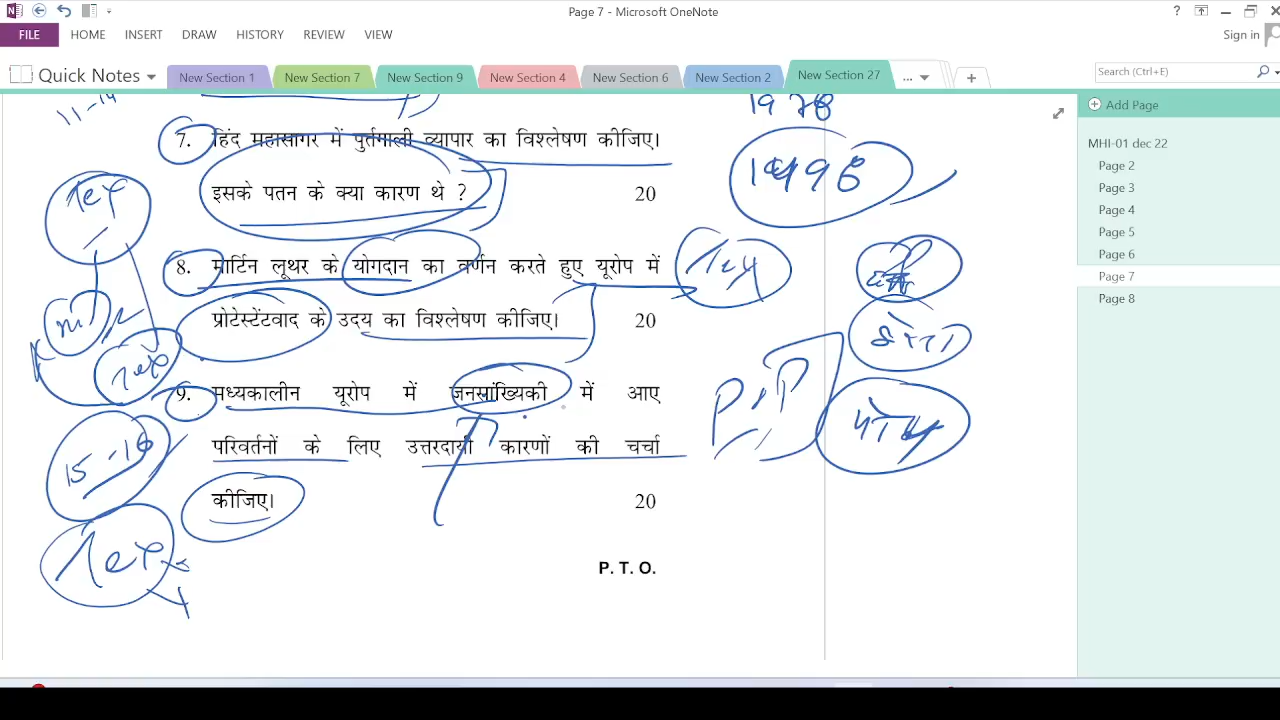 Page 7 - Microsoft OneNote
FILE HOME INSERT DRAW HISTORY REVIEW VIEW
Sign in
Quick Notes New Section 1 New Section 7 New Section 9 New Section 4 New Section 6 New Section 2 New Section 27 ...
Search (Ctrl+E)
Add Page
MHI-01 dec 22
Page 2
Page 3
Page 4
Page 5
Page 6
Page 7
Page 8
11-14
7. हिंद महासागर में पुर्तगाली व्यापार का विश्लेषण कीजिए।
इसके पतन के क्या कारण थे ? 20
8. मार्टिन लूथर के योगदान का वर्णन करते हुए यूरोप में
प्रोटेस्टेंटवाद के उदय का विश्लेषण कीजिए। 20
9. मध्यकालीन यूरोप में जनसांख्यिकी में आए
परिवर्तनों के लिए उत्तरदायी कारणों की चर्चा
कीजिए। 20
15-16
P. T. O.